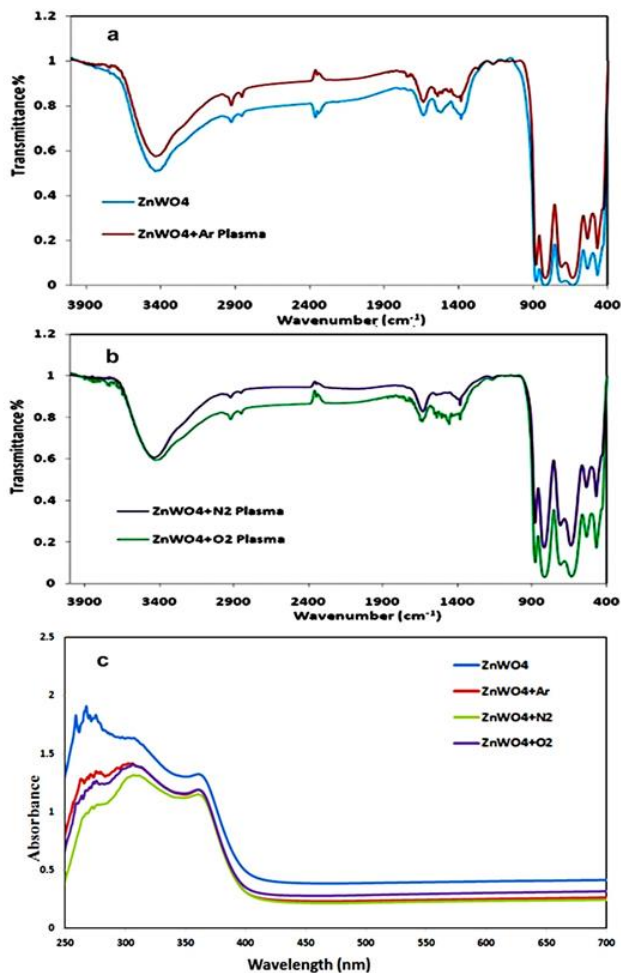 a
1.2
1
0.8
0.6
0.4
0.2
0
Transmittance%
ZnWO4
ZnWO4+Ar Plasma
3900 3400 2900 2400 1900 1400 900 400
Wavenumber (cm-1)
b
1.2
1
0.8
0.6
0.4
0.2
0
Transmittance%
ZnWO4+N2 Plasma
ZnWO4+O2 Plasma
3900 3400 2900 2400 1900 1400 900 400
Wavenumber (cm⁻¹)
c
2.5
2
1.5
1
0.5
0
Absorbance
ZnWO4
ZnWO4+Ar
ZnWO4+N2
ZnWO4+O2
250 300 350 400 450 500 550 600 650 700
Wavelength (nm)